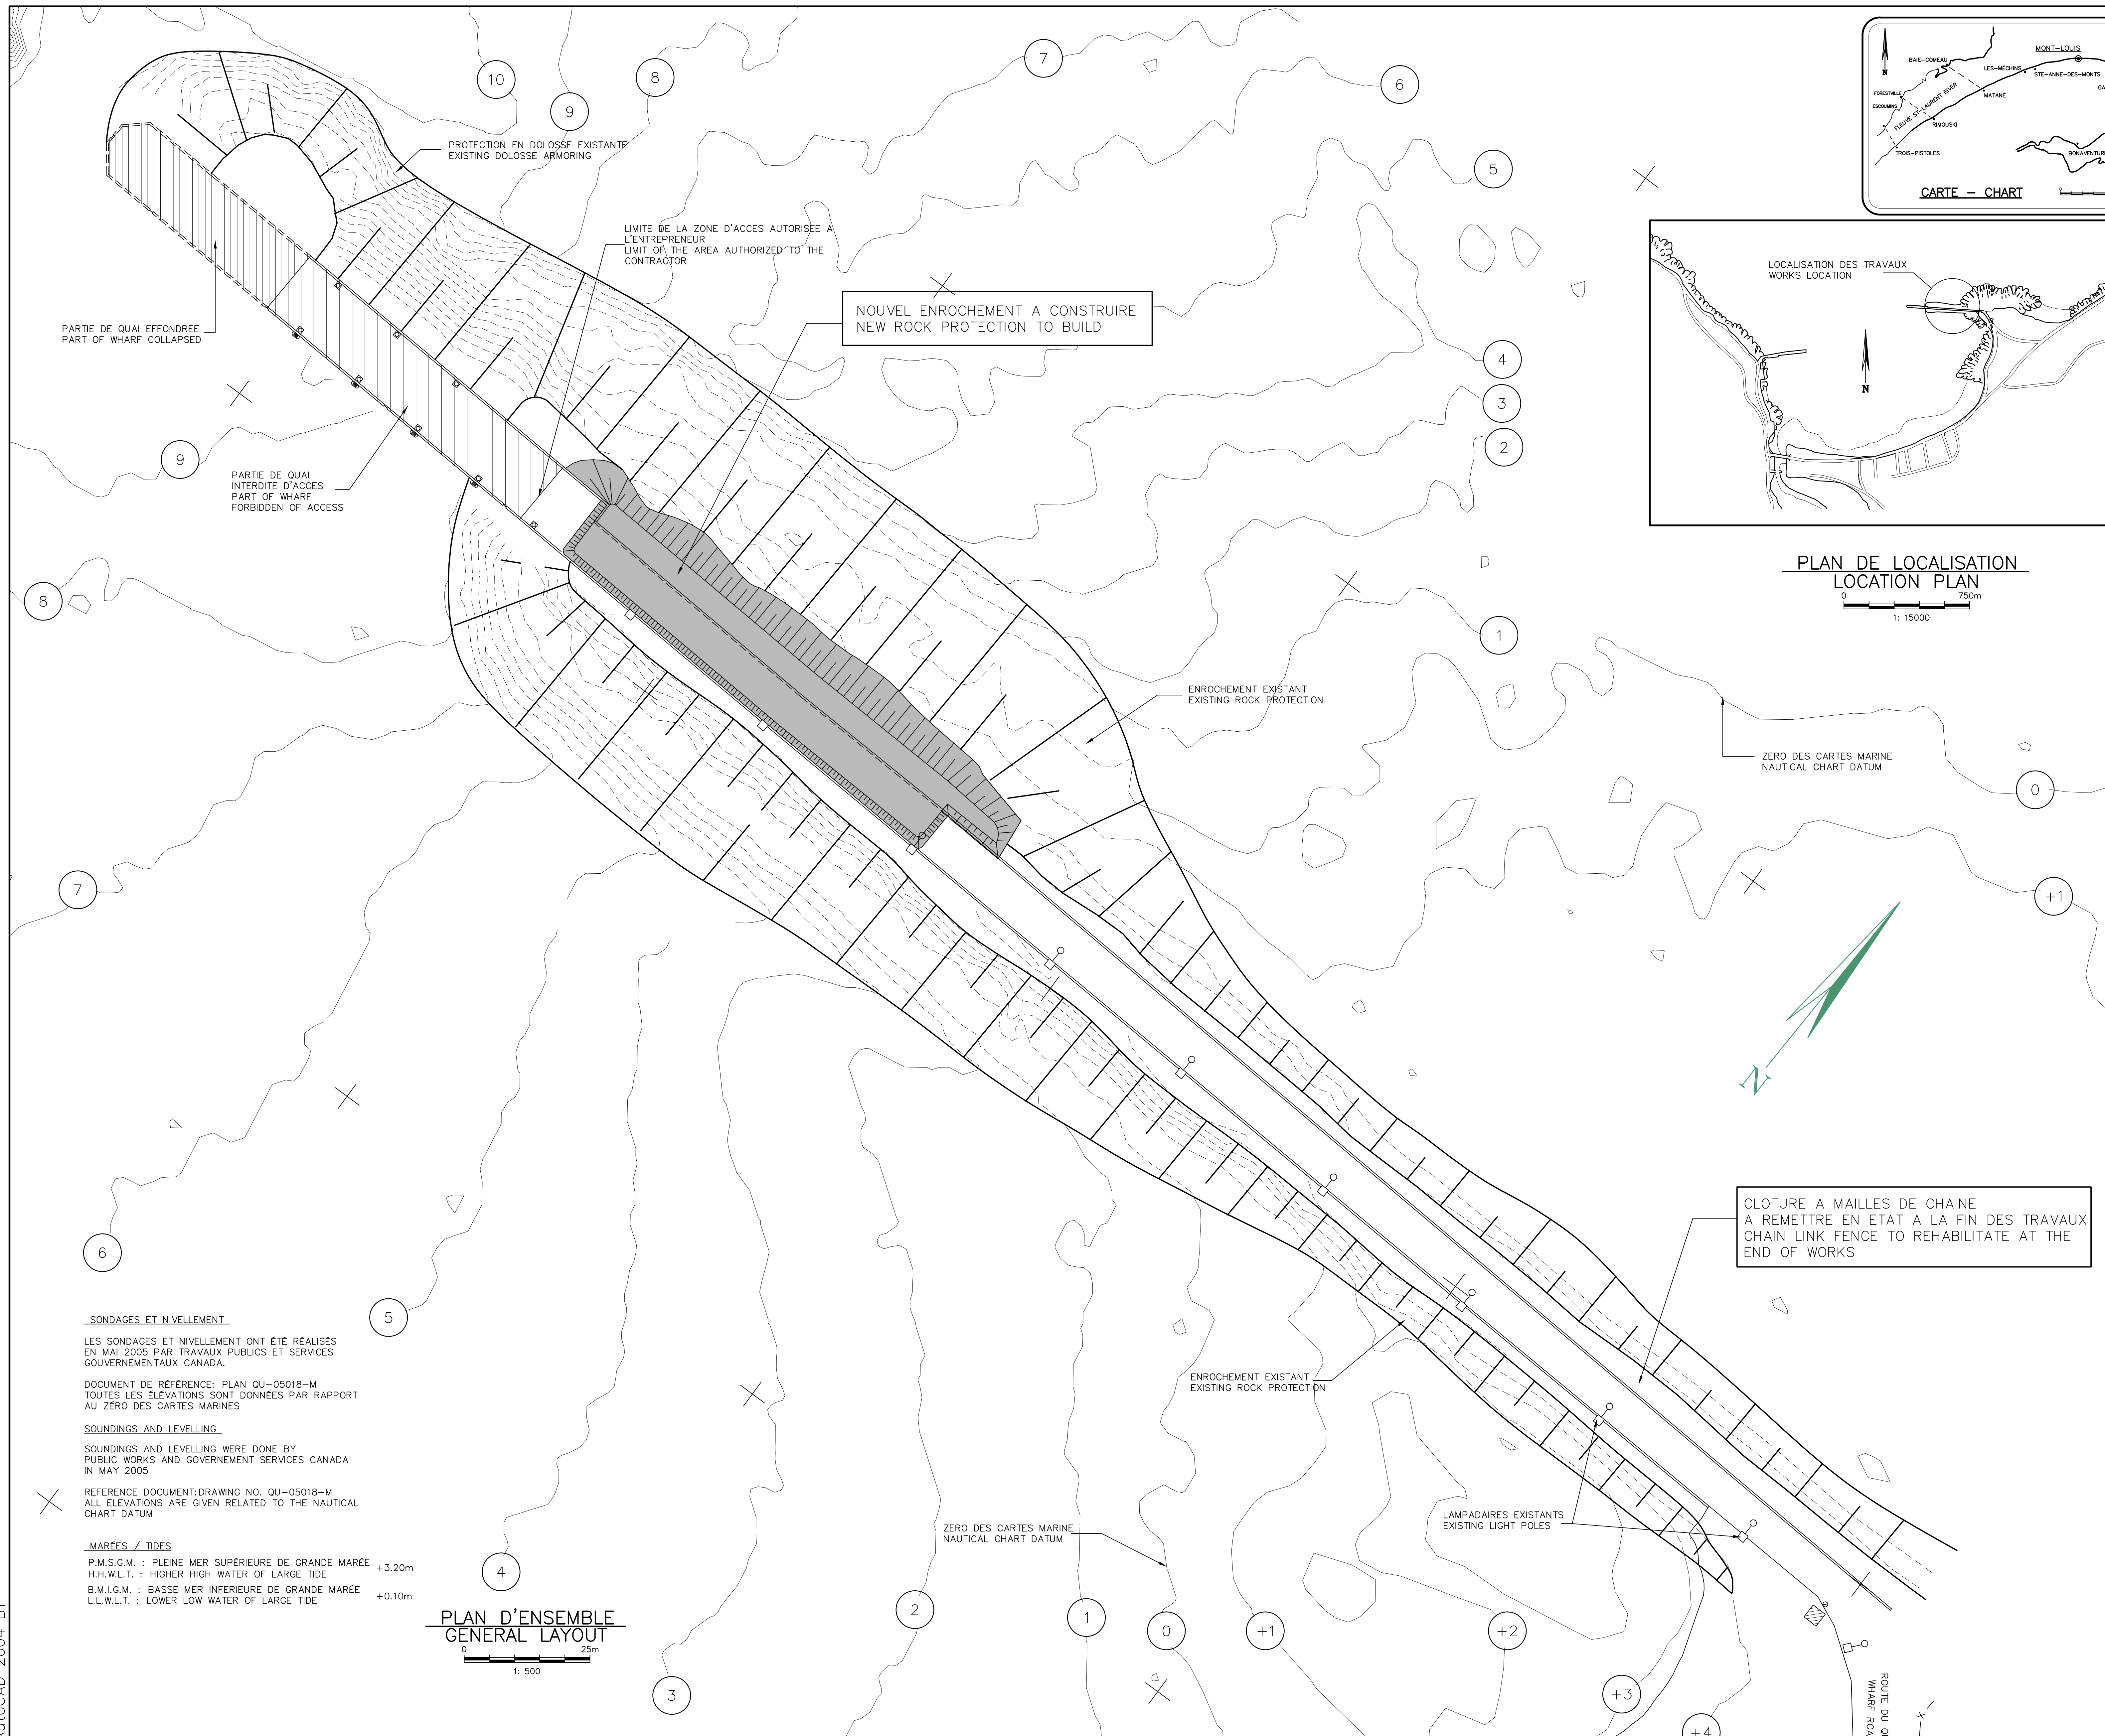 10
9
8
7
6
5
4
3
2
1
PROTECTION EN DOLOSSE EXISTANTE
EXISTING DOLOSSE ARMORING
LIMITE DE LA ZONE D'ACCES AUTORISEE A
L'ENTREPRENEUR
LIMIT OF THE AREA AUTHORIZED TO THE
CONTRACTOR
NOUVEL ENROCHEMENT A CONSTRUIRE
NEW ROCK PROTECTION TO BUILD
PARTIE DE QUAI EFFONDREE
PART OF WHARF COLLAPSED
9
PARTIE DE QUAI
INTERDITE D'ACCES
PART OF WHARF
FORBIDDEN OF ACCESS
8
7
6
5
MONT-LOUIS
BAIE-COMEAU
LES-MÉCHINS
STE-ANNE-DES-MONTS
GA
FORESTVILLE
ESCOUMINS
MATANE
FLEUVE ST-LAURENT RIVER
RIMOUSKI
TROIS-PISTOLES
BONAVENTURE
N
CARTE - CHART
0
LOCALISATION DES TRAVAUX
WORKS LOCATION
N
PLAN DE LOCALISATION
LOCATION PLAN
0 750m
1: 15000
ENROCHEMENT EXISTANT
EXISTING ROCK PROTECTION
ZERO DES CARTES MARINE
NAUTICAL CHART DATUM
0
+1
N
CLOTURE A MAILLES DE CHAINE
A REMETTRE EN ETAT A LA FIN DES TRAVAUX
CHAIN LINK FENCE TO REHABILITATE AT THE
END OF WORKS
SONDAGES ET NIVELLEMENT
LES SONDAGES ET NIVELLEMENT ONT ÉTÉ RÉALISÉS
EN MAI 2005 PAR TRAVAUX PUBLICS ET SERVICES
GOUVERNEMENTAUX CANADA.
DOCUMENT DE RÉFÉRENCE: PLAN QU-05018-M
TOUTES LES ÉLÉVATIONS SONT DONNÉES PAR RAPPORT
AU ZÉRO DES CARTES MARINES
SOUNDINGS AND LEVELLING
SOUNDINGS AND LEVELLING WERE DONE BY
PUBLIC WORKS AND GOVERNEMENT SERVICES CANADA
IN MAY 2005
REFERENCE DOCUMENT: DRAWING NO. QU-05018-M
ALL ELEVATIONS ARE GIVEN RELATED TO THE NAUTICAL
CHART DATUM
MARÉES / TIDES
P.M.S.G.M. : PLEINE MER SUPÉRIEURE DE GRANDE MARÉE
H.H.W.L.T. : HIGHER HIGH WATER OF LARGE TIDE
+3.20m
B.M.I.G.M. : BASSE MER INFERIEURE DE GRANDE MARÉE
L.L.W.L.T. : LOWER LOW WATER OF LARGE TIDE
+0.10m
PLAN D'ENSEMBLE
GENERAL LAYOUT
0 25m
1: 500
ENROCHEMENT EXISTANT
EXISTING ROCK PROTECTION
ZERO DES CARTES MARINE
NAUTICAL CHART DATUM
LAMPADAIRES EXISTANTS
EXISTING LIGHT POLES
4
3
2
1
0
+1
+2
+3
+4
ROUTE DU Q
WHARF ROA
AutoCAD 2004 BY